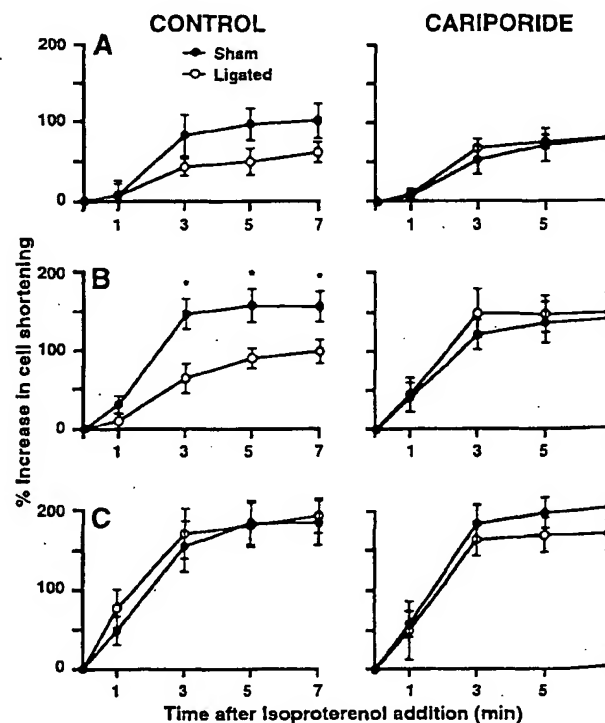 CONTROL
CARIPORIDE
A
200
100
0
Sham
Ligated
1 3 5 7
1 3 5
B
200
100
0
* * *
1 3 5 7
1 3 5
C
200
100
0
1 3 5 7
1 3 5
% Increase in cell shortening
Time after Isoproterenol addition (min)